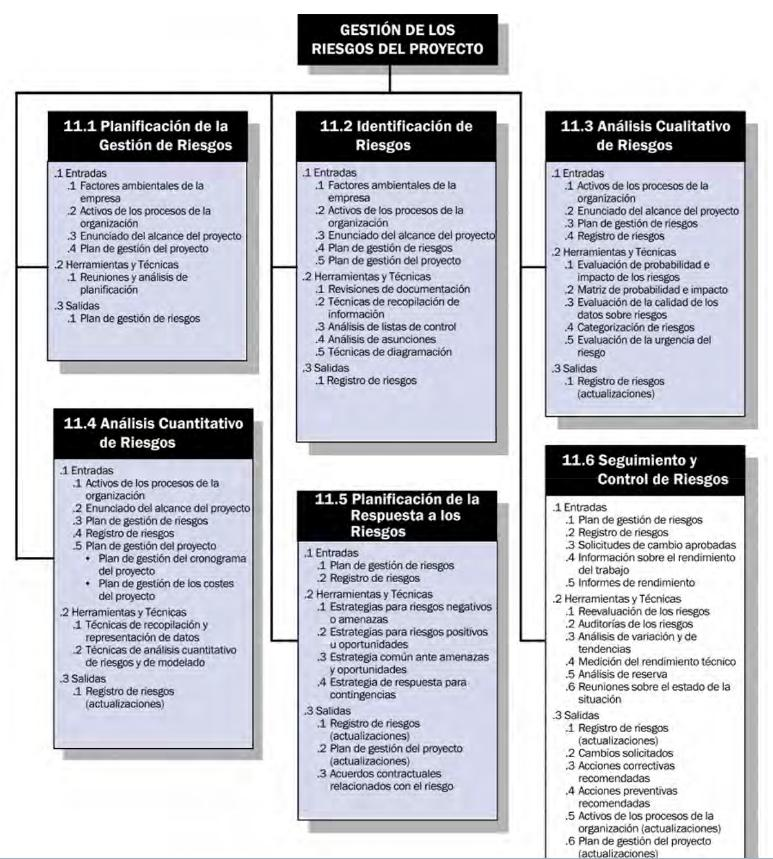 GESTIÓN DE LOS
RIESGOS DEL PROYECTO
11.1 Planificación de la
Gestión de Riesgos
.1 Entradas
.1 Factores ambientales de la
empresa
.2 Activos de los procesos de la
organización
.3 Enunciado del alcance del proyecto
.4 Plan de gestión del proyecto
.2 Herramientas y Técnicas
.1 Reuniones y análisis de
planificación
.3 Salidas
.1 Plan de gestión de riesgos
11.2 Identificación de
Riesgos
.1 Entradas
.1 Factores ambientales de la
empresa
.2 Activos de los procesos de la
organización
.3 Enunciado del alcance del proyecto
.4 Plan de gestión de riesgos
.5 Plan de gestión del proyecto
.2 Herramientas y Técnicas
.1 Revisiones de documentación
.2 Técnicas de recopilación de
información
.3 Análisis de listas de control
.4 Análisis de asunciones
.5 Técnicas de diagramación
.3 Salidas
.1 Registro de riesgos
11.3 Análisis Cualitativo
de Riesgos
.1 Entradas
.1 Activos de los procesos de la
organización
.2 Enunciado del alcance del proyecto
.3 Plan de gestión de riesgos
.4 Registro de riesgos
.2 Herramientas y Técnicas
.1 Evaluación de probabilidad e
impacto de los riesgos
.2 Matriz de probabilidad e impacto
.3 Evaluación de la calidad de los
datos sobre riesgos
.4 Categorización de riesgos
.5 Evaluación de la urgencia del
riesgo
.3 Salidas
.1 Registro de riesgos
(actualizaciones)
11.4 Análisis Cuantitativo
de Riesgos
.1 Entradas
.1 Activos de los procesos de la
organización
.2 Enunciado del alcance del proyecto
.3 Plan de gestión de riesgos
.4 Registro de riesgos
.5 Plan de gestión del proyecto
• Plan de gestión del cronograma
del proyecto
• Plan de gestión de los costes
del proyecto
.2 Herramientas y Técnicas
.1 Técnicas de recopilación y
representación de datos
.2 Técnicas de análisis cuantitativo
de riesgos y de modelado
.3 Salidas
.1 Registro de riesgos
(actualizaciones)
11.5 Planificación de la
Respuesta a los
Riesgos
.1 Entradas
.1 Plan de gestión de riesgos
.2 Registro de riesgos
.2 Herramientas y Técnicas
.1 Estrategias para riesgos negativos
o amenazas
.2 Estrategias para riesgos positivos
u oportunidades
.3 Estrategia común ante amenazas
y oportunidades
.4 Estrategia de respuesta para
contingencias
.3 Salidas
.1 Registro de riesgos
(actualizaciones)
.2 Plan de gestión del proyecto
(actualizaciones)
.3 Acuerdos contractuales
relacionados con el riesgo
11.6 Seguimiento y
Control de Riesgos
.1 Entradas
.1 Plan de gestión de riesgos
.2 Registro de riesgos
.3 Solicitudes de cambio aprobadas
.4 Información sobre el rendimiento
del trabajo
.5 Informes de rendimiento
.2 Herramientas y Técnicas
.1 Reevaluación de los riesgos
.2 Auditorías de los riesgos
.3 Análisis de variación y de
tendencias
.4 Medición del rendimiento técnico
.5 Análisis de reserva
.6 Reuniones sobre el estado de la
situación
.3 Salidas
.1 Registro de riesgos
(actualizaciones)
.2 Cambios solicitados
.3 Acciones correctivas
recomendadas
.4 Acciones preventivas
recomendadas
.5 Activos de los procesos de la
organización (actualizaciones)
.6 Plan de gestión del proyecto
(actualizaciones)